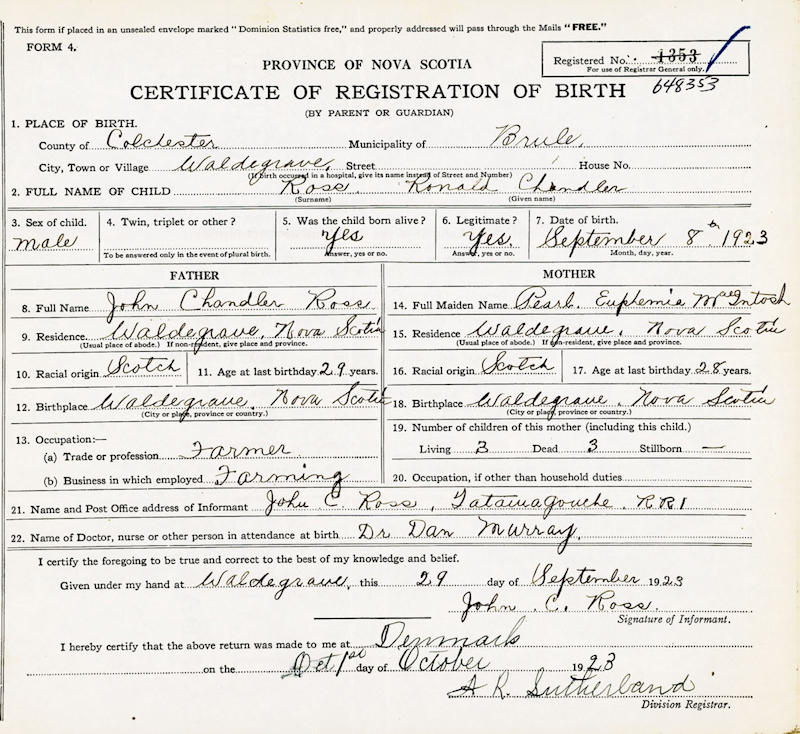 This form if placed in an unsealed envelope marked "Dominion Statistics free," and properly addressed will pass through the Mails "FREE."
FORM 4.
Registered No. 1353
For use of Registrar General only.
648353
PROVINCE OF NOVA SCOTIA
CERTIFICATE OF REGISTRATION OF BIRTH
(BY PARENT OR GUARDIAN)
1. PLACE OF BIRTH.
County of Colchester Municipality of Brule,
City, Town or Village Waldegrave, Street House No.
(If birth occurred in a hospital, give its name instead of Street and Number)
2. FULL NAME OF CHILD Ross Ronald Chandler
(Surname) (Given name)
3. Sex of child. 4. Twin, triplet or other ? 5. Was the child born alive ? 6. Legitimate ? 7. Date of birth.
male Yes Yes. September 8th 1923
To be answered only in the event of plural birth. Answer, yes or no. Answer, yes or no. Month, day, year.
FATHER
8. Full Name John Chandler Ross
9. Residence Waldegrave, Nova Scotia
(Usual place of abode.) If non-resident, give place and province.
10. Racial origin Scotch 11. Age at last birthday 29 years.
12. Birthplace Waldegrave, Nova Scotia
(City or place, province or country.)
13. Occupation:—
(a) Trade or profession Farmer
(b) Business in which employed Farming
MOTHER
14. Full Maiden Name Pearl Euphemia MacIntosh
15. Residence Waldegrave, Nova Scotia
(Usual place of abode.) If non-resident, give place and province.
16. Racial origin Scotch 17. Age at last birthday 28 years.
18. Birthplace Waldegrave, Nova Scotia
(City or place, province or country.)
19. Number of children of this mother (including this child.)
Living 3 Dead 3 Stillborn —
20. Occupation, if other than household duties
21. Name and Post Office address of Informant John C. Ross, Tatamagouche, RR1
22. Name of Doctor, nurse or other person in attendance at birth Dr Dan Murray,
I certify the foregoing to be true and correct to the best of my knowledge and belief.
Given under my hand at Waldegrave, this 29 day of September 1923
John C. Ross.
Signature of Informant.
I hereby certify that the above return was made to me at Denmark
on the Oct 1st day of October 1923
A R. Sutherland
Division Registrar.